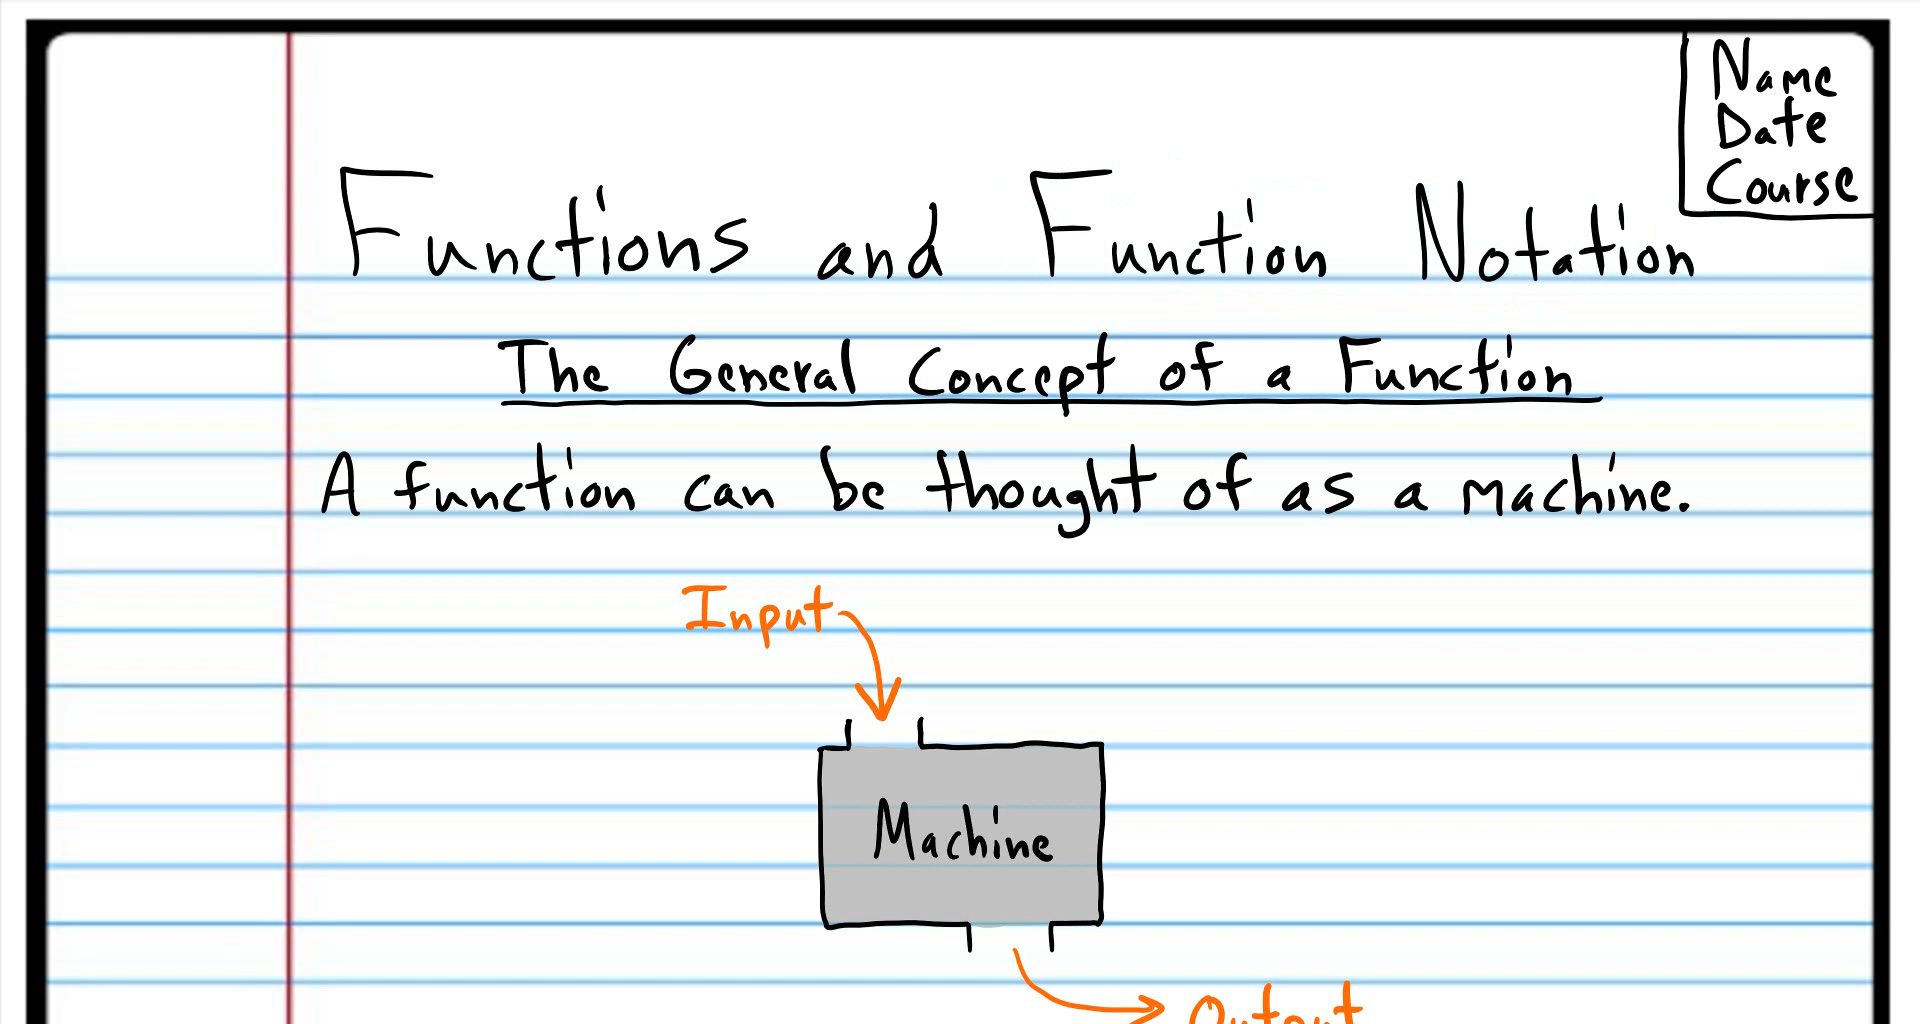 Name
Date
Course
Functions and Function Notation
The General Concept of a Function
A function can be thought of as a machine.
Input
Machine
Output